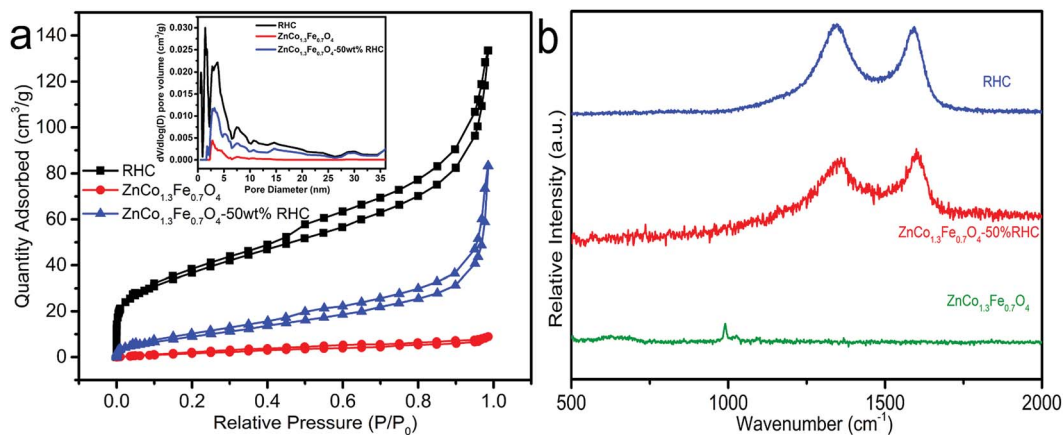 a
Quantity Adsorbed (cm³/g)
140
120
100
80
60
40
20
0
0.0 0.2 0.4 0.6 0.8 1.0
Relative Pressure (P/P₀)
RHC
ZnCo₁.₃Fe₀.₇O₄
ZnCo₁.₃Fe₀.₇O₄-50wt% RHC
dV/dlog(D) pore volume (cm³/g)
0.030
0.025
0.020
0.015
0.010
0.005
0.000
0 5 10 15 20 25 30 35
Pore Diameter (nm)
RHC
ZnCo₁.₃Fe₀.₇O₄
ZnCo₁.₃Fe₀.₇O₄-50wt% RHC
b
Relative Intensity (a.u.)
RHC
ZnCo₁.₃Fe₀.₇O₄-50%RHC
ZnCo₁.₃Fe₀.₇O₄
500 1000 1500 2000
Wavenumber (cm⁻¹)